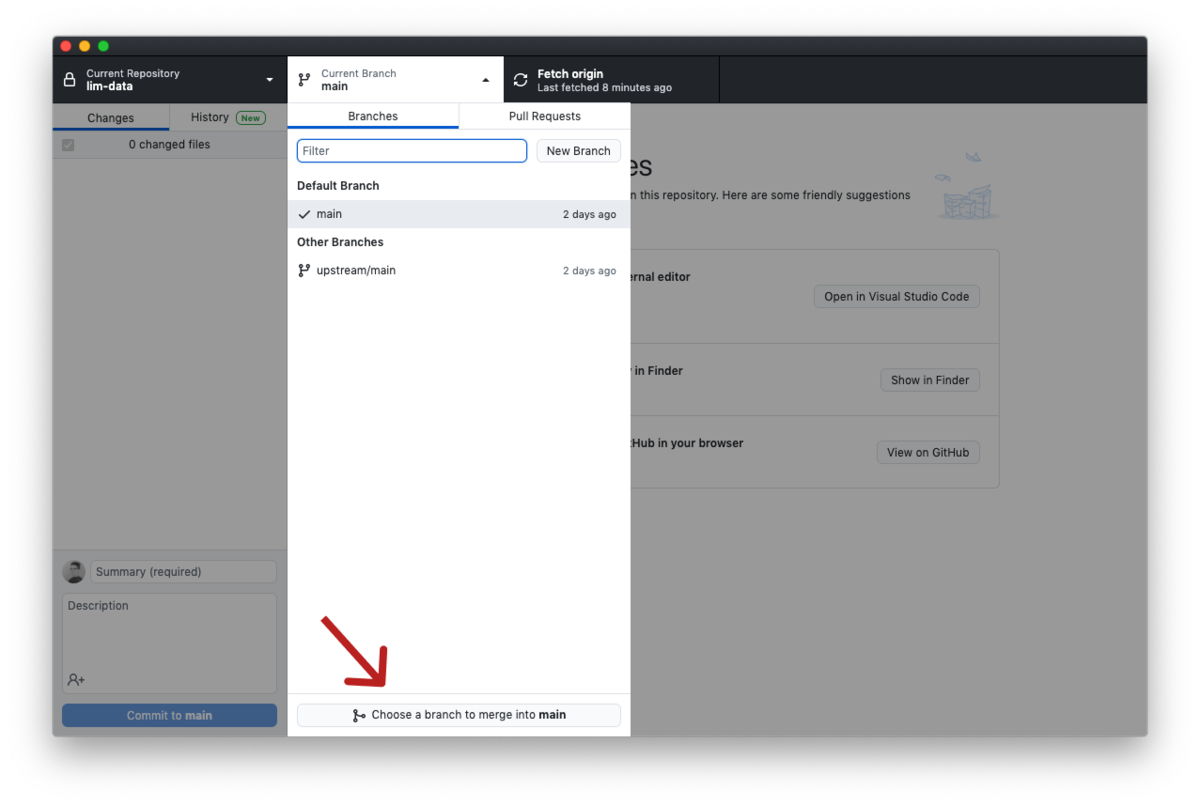 Current Repository
lim-data
Current Branch
main
Fetch origin
Last fetched 8 minutes ago
Changes
History New
0 changed files
Branches
Pull Requests
Filter
New Branch
Default Branch
main 2 days ago
Other Branches
upstream/main 2 days ago
this repository. Here are some friendly suggestions
editor
Open in Visual Studio Code
in Finder
Show in Finder
in your browser
View on GitHub
Summary (required)
Description
Commit to main
Choose a branch to merge into main